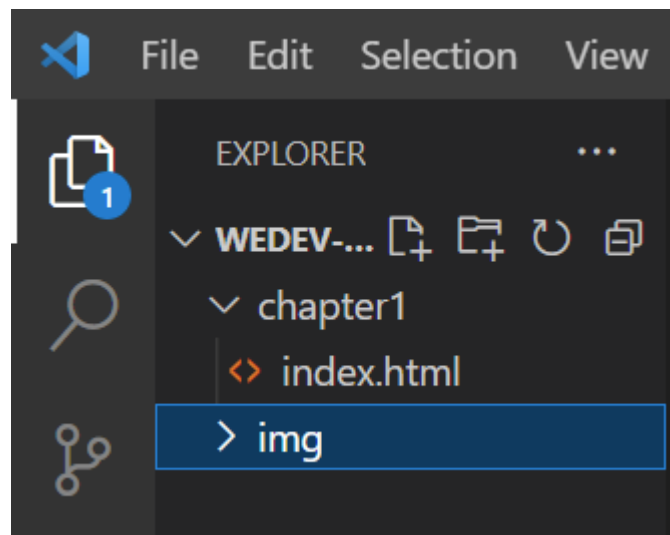 File Edit Selection View
EXPLORER ...
1
WEDEV-...
chapter1
<> index.html
img